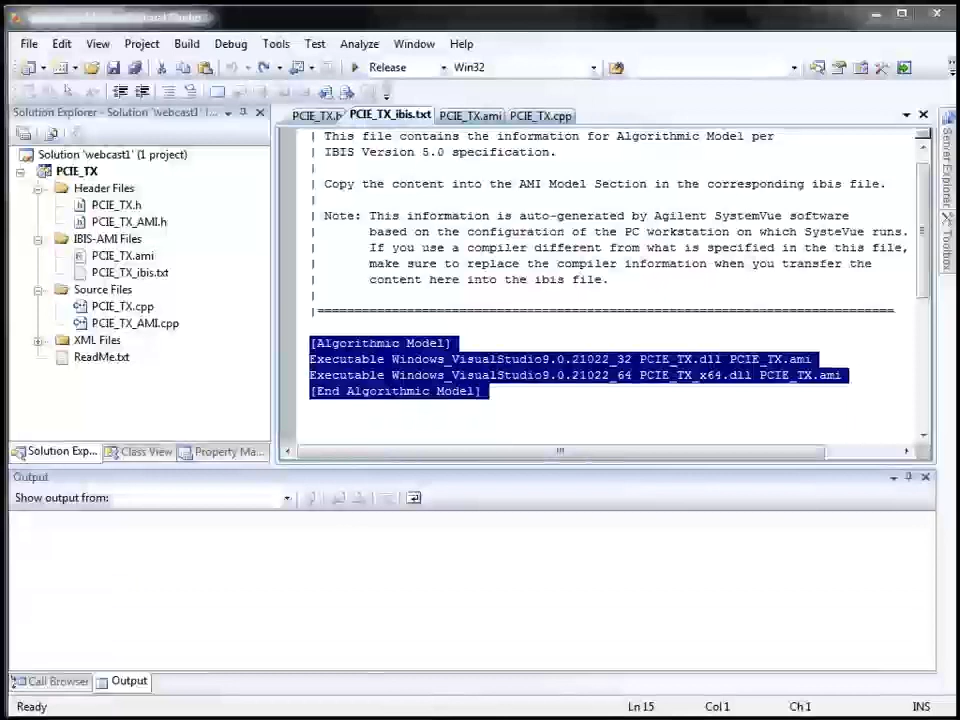 File Edit View Project Build Debug Tools Test Analyze Window Help
Release Win32
Solution Explorer - Solution 'webcast1'
PCIE_TX.h PCIE_TX_ibis.txt PCIE_TX.ami PCIE_TX.cpp
Solution 'webcast1' (1 project)
PCIE_TX
Header Files
PCIE_TX.h
PCIE_TX_AMI.h
IBIS-AMI Files
PCIE_TX.ami
PCIE_TX_ibis.txt
Source Files
PCIE_TX.cpp
PCIE_TX_AMI.cpp
XML Files
ReadMe.txt
Solution Exp... Class View Property Ma...
| This file contains the information for Algorithmic Model per
| IBIS Version 5.0 specification.
|
| Copy the content into the AMI Model Section in the corresponding ibis file.
|
| Note: This information is auto-generated by Agilent SystemVue software
| based on the configuration of the PC workstation on which SysteVue runs.
| If you use a compiler different from what is specified in the this file,
| make sure to replace the compiler information when you transfer the
| content here into the ibis file.
|
|==============================================================================
[Algorithmic Model]
Executable Windows_VisualStudio9.0.21022_32 PCIE_TX.dll PCIE_TX.ami
Executable Windows_VisualStudio9.0.21022_64 PCIE_TX_x64.dll PCIE_TX.ami
[End Algorithmic Model]
Server Explorer
Toolbox
Output
Show output from:
Call Browser Output
Ready Ln 15 Col 1 Ch 1 INS